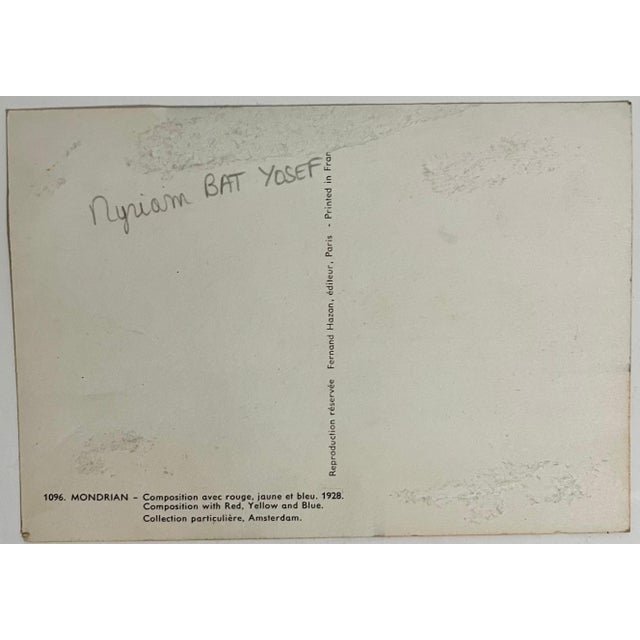 Myriam BAT YOSEF
Reproduction réservée Fernand Hazan, éditeur, Paris - Printed in Fran
1096. MONDRIAN – Composition avec rouge, jaune et bleu. 1928.
Composition with Red, Yellow and Blue.
Collection particulière, Amsterdam.